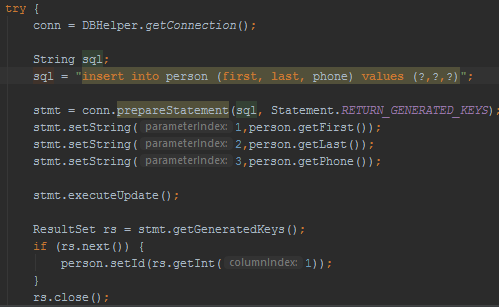 try {
conn = DBHelper.getConnection();
String sql;
sql = "insert into person (first, last, phone) values (?,?,?)";
stmt = conn.prepareStatement(sql, Statement.RETURN_GENERATED_KEYS);
stmt.setString( parameterIndex: 1,person.getFirst());
stmt.setString( parameterIndex: 2,person.getLast());
stmt.setString( parameterIndex: 3,person.getPhone());
stmt.executeUpdate();
ResultSet rs = stmt.getGeneratedKeys();
if (rs.next()) {
person.setId(rs.getInt( columnIndex: 1));
}
rs.close();